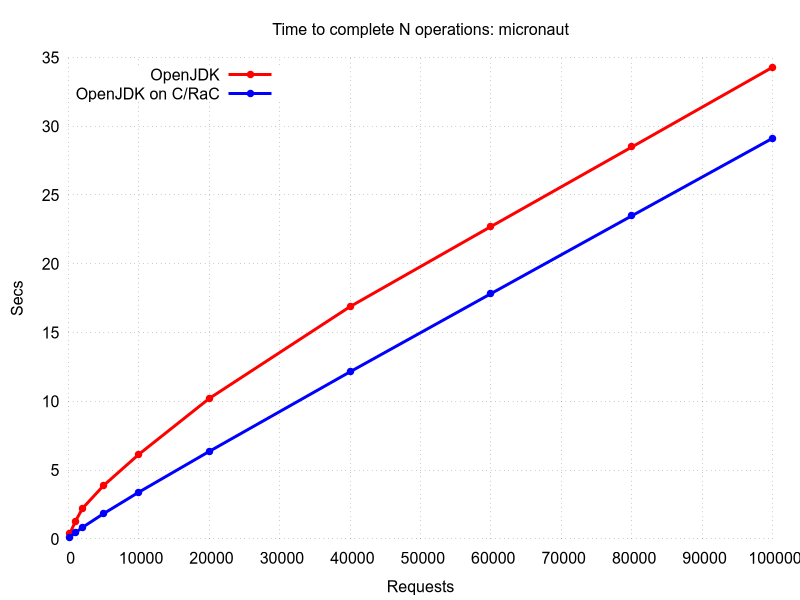 Time to complete N operations: micronaut
OpenJDK
OpenJDK on C/RaC
35
30
25
20
15
10
5
0
Secs
0 10000 20000 30000 40000 50000 60000 70000 80000 90000 100000
Requests